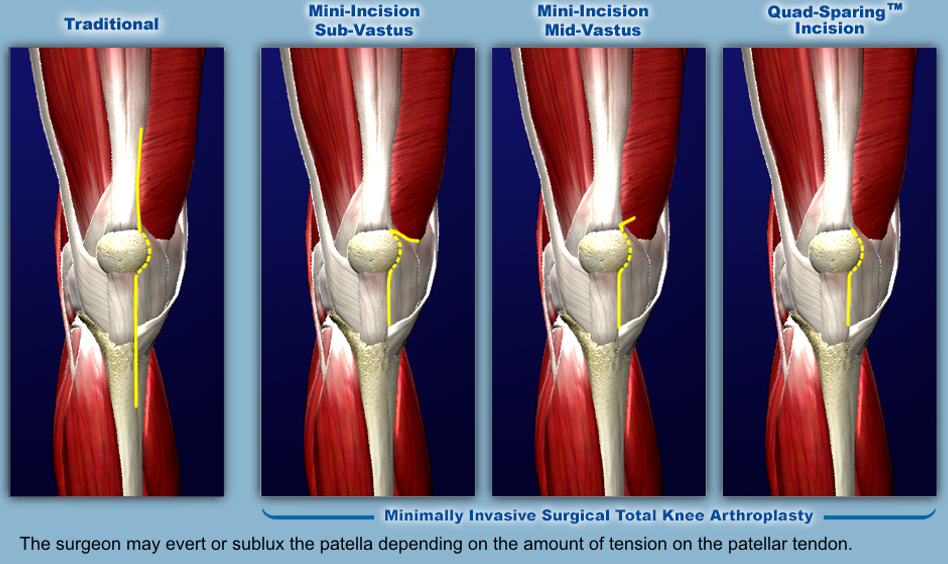 Traditional
Mini-Incision
Sub-Vastus
Mini-Incision
Mid-Vastus
Quad-Sparing™
Incision
Minimally Invasive Surgical Total Knee Arthroplasty
The surgeon may evert or sublux the patella depending on the amount of tension on the patellar tendon.